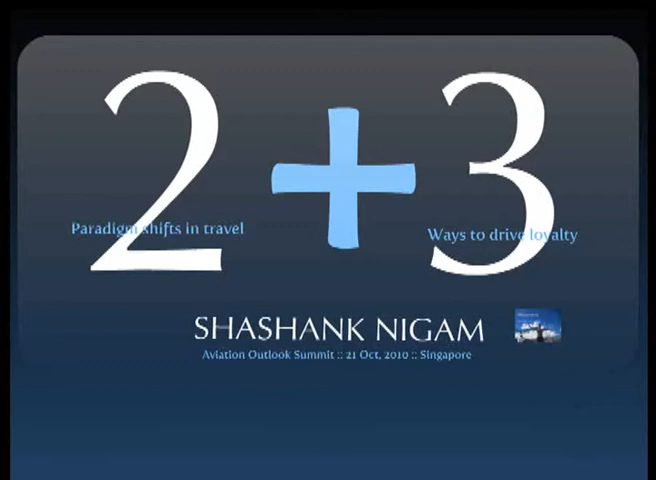 2 + 3
Paradigm shifts in travel
Ways to drive loyalty
SHASHANK NIGAM
Aviation Outlook Summit :: 21 Oct, 2010 :: Singapore